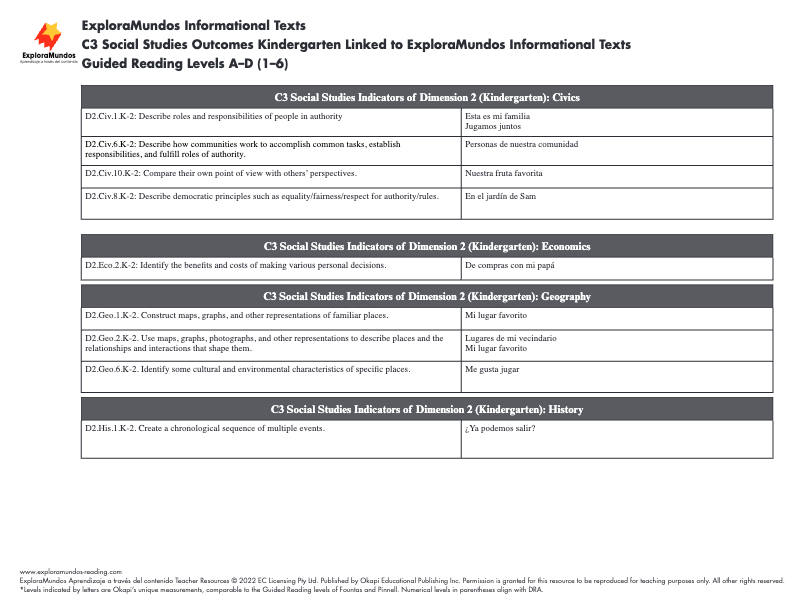 ExploraMundos Informational Texts
C3 Social Studies Outcomes Kindergarten Linked to ExploraMundos Informational Texts
Guided Reading Levels A–D (1–6)
ExploraMundos
Aprendizaje a través del contenido
C3 Social Studies Indicators of Dimension 2 (Kindergarten): Civics
D2.Civ.1.K-2: Describe roles and responsibilities of people in authority
Esta es mi familia
Jugamos juntos
D2.Civ.6.K-2: Describe how communities work to accomplish common tasks, establish
responsibilities, and fulfill roles of authority.
Personas de nuestra comunidad
D2.Civ.10.K-2: Compare their own point of view with others' perspectives.
Nuestra fruta favorita
D2.Civ.8.K-2: Describe democratic principles such as equality/fairness/respect for authority/rules.
En el jardín de Sam
C3 Social Studies Indicators of Dimension 2 (Kindergarten): Economics
D2.Eco.2.K-2: Identify the benefits and costs of making various personal decisions.
De compras con mi papá
C3 Social Studies Indicators of Dimension 2 (Kindergarten): Geography
D2.Geo.1.K-2. Construct maps, graphs, and other representations of familiar places.
Mi lugar favorito
D2.Geo.2.K-2. Use maps, graphs, photographs, and other representations to describe places and the
relationships and interactions that shape them.
Lugares de mi vecindario
Mi lugar favorito
D2.Geo.6.K-2. Identify some cultural and environmental characteristics of specific places.
Me gusta jugar
C3 Social Studies Indicators of Dimension 2 (Kindergarten): History
D2.His.1.K-2. Create a chronological sequence of multiple events.
¿Ya podemos salir?
www.exploramundos-reading.com
ExploraMundos Aprendizaje a través del contenido Teacher Resources © 2022 EC Licensing Pty Ltd. Published by Okapi Educational Publishing Inc. Permission is granted for this resource to be reproduced for teaching purposes only. All other rights reserved.
*Levels indicated by letters are Okapi's unique measurements, comparable to the Guided Reading levels of Fountas and Pinnell. Numerical levels in parentheses align with DRA.